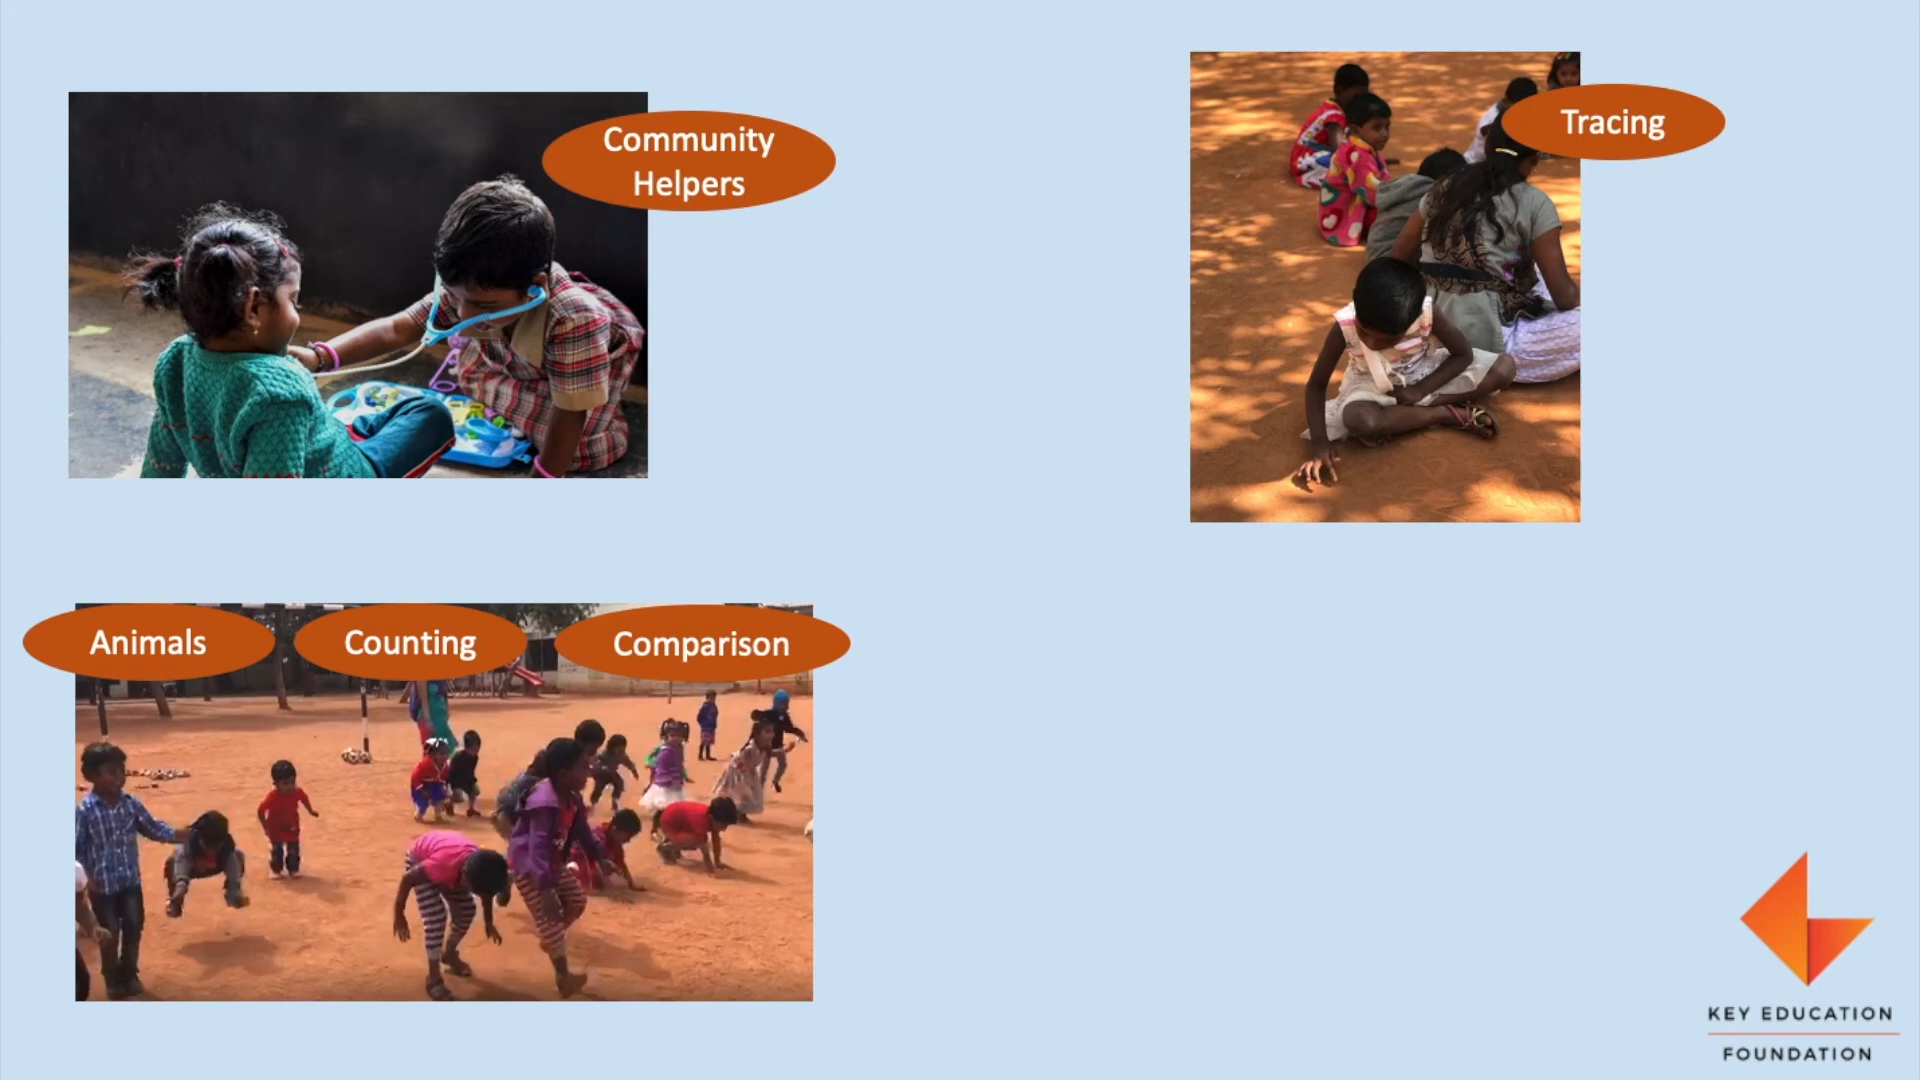 Community
Helpers
Tracing
Animals
Counting
Comparison
KEY EDUCATION
FOUNDATION